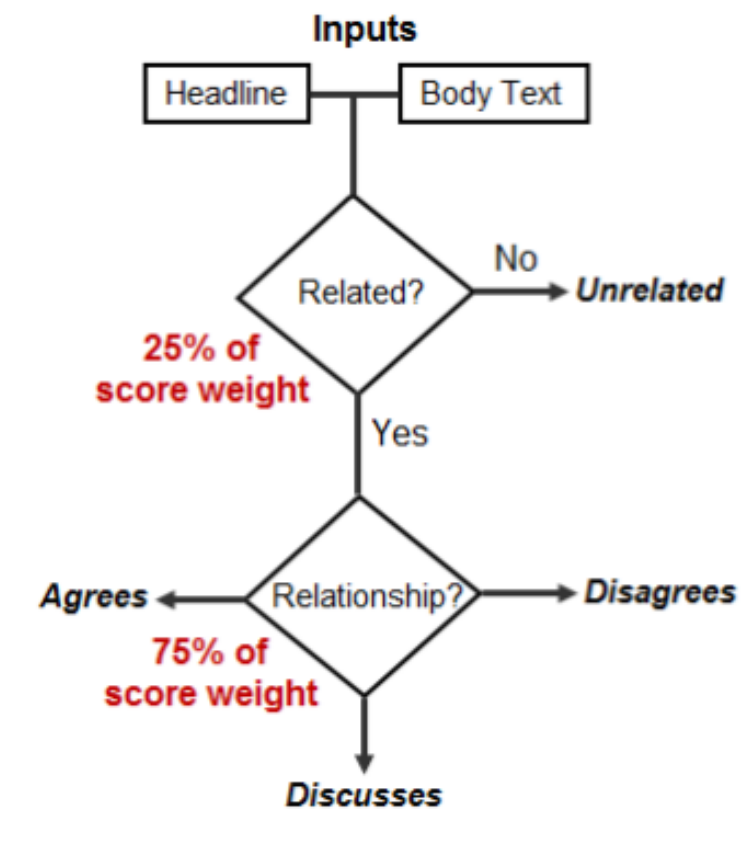 Inputs
Headline
Body Text
Related?
No
Unrelated
25% of
score weight
Yes
Agrees
Relationship?
Disagrees
75% of
score weight
Discusses